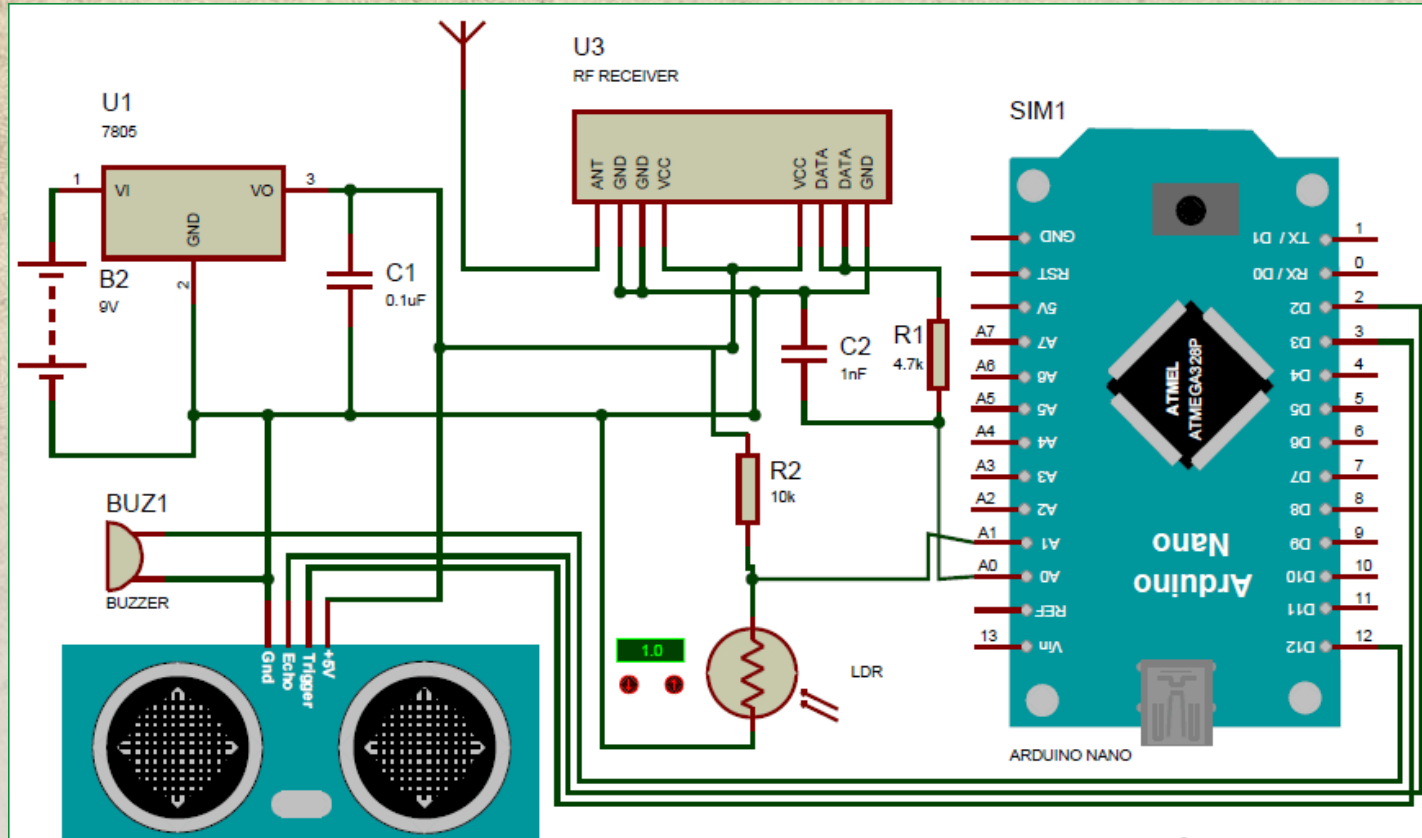 U1
7805
1
VI
VO
3
GND
2
B2
9V
C1
0.1uF
U3
RF RECEIVER
ANT
GND
GND
VCC
VCC
DATA
DATA
GND
C2
1nF
R1
4.7k
R2
10k
LDR
1.0
BUZ1
BUZZER
Gnd
Echo
Trigger
+5V
SIM1
GND
RST
5V
A7
A7
A6
A6
A5
A5
A4
A4
A3
A3
A2
A2
A1
A1
A0
A0
REF
13
Vin
TX / D1
1
RX / D0
0
D2
2
D3
3
D4
4
D5
5
D6
6
D7
7
D8
8
D9
9
D10
10
D11
11
D12
12
ATMEL
ATMEGA328P
Arduino
Nano
ARDUINO NANO